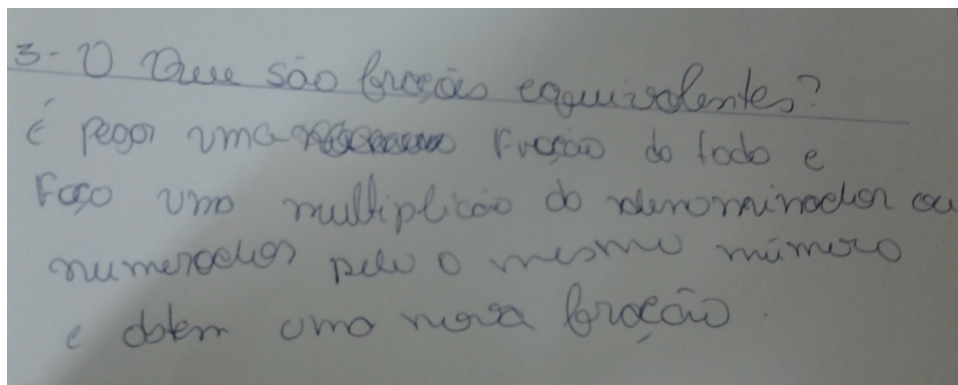 3- O Que são frações equivalentes?
é pegar uma Fração do todo e
Faço uma multiplicão do denominador ou
numerador pelo o mesmo número
e obtem uma nova fração.